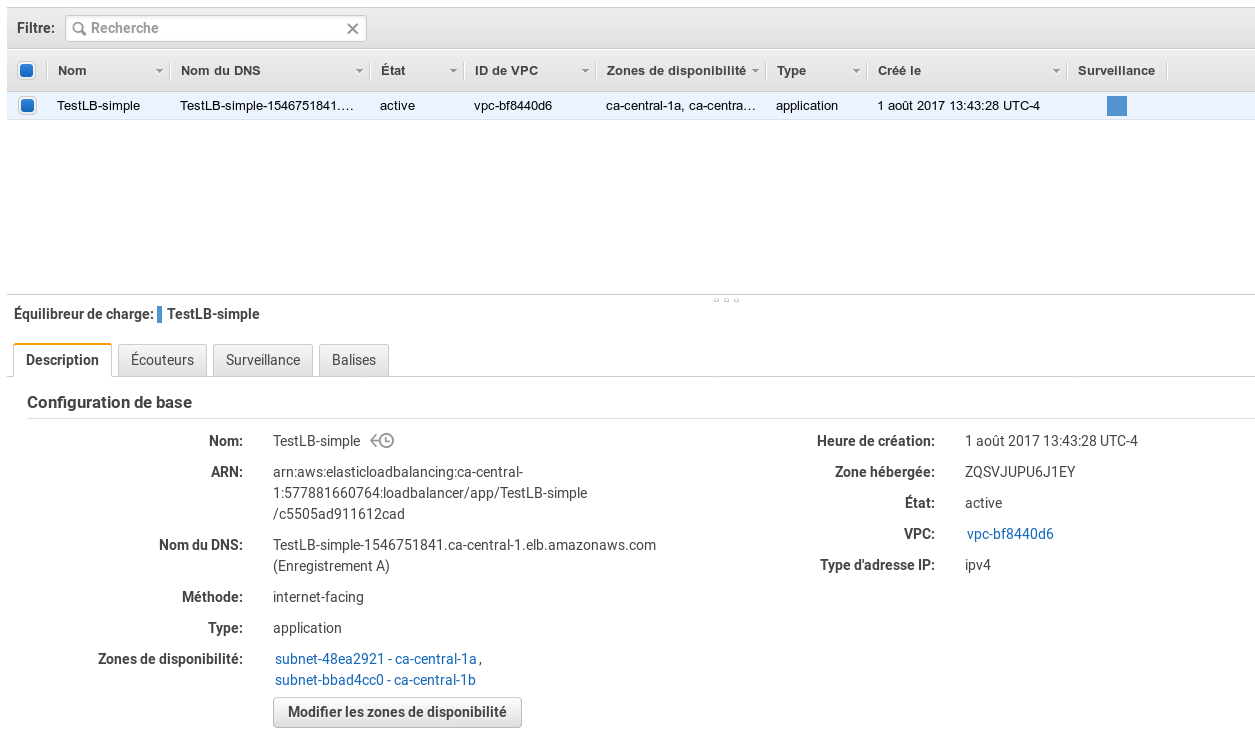 Filtre: Recherche
Nom Nom du DNS État ID de VPC Zones de disponibilité Type Créé le Surveillance
TestLB-simple TestLB-simple-1546751841.… active vpc-bf8440d6 ca-central-1a, ca-centra… application 1 août 2017 13:43:28 UTC-4
Équilibreur de charge: TestLB-simple
Description Écouteurs Surveillance Balises
Configuration de base
Nom: TestLB-simple
ARN: arn:aws:elasticloadbalancing:ca-central-
1:577881660764:loadbalancer/app/TestLB-simple
/c5505ad911612cad
Nom du DNS: TestLB-simple-1546751841.ca-central-1.elb.amazonaws.com
(Enregistrement A)
Méthode: internet-facing
Type: application
Zones de disponibilité: subnet-48ea2921 - ca-central-1a,
subnet-bbad4cc0 - ca-central-1b
Modifier les zones de disponibilité
Heure de création: 1 août 2017 13:43:28 UTC-4
Zone hébergée: ZQSVJUPU6J1EY
État: active
VPC: vpc-bf8440d6
Type d'adresse IP: ipv4